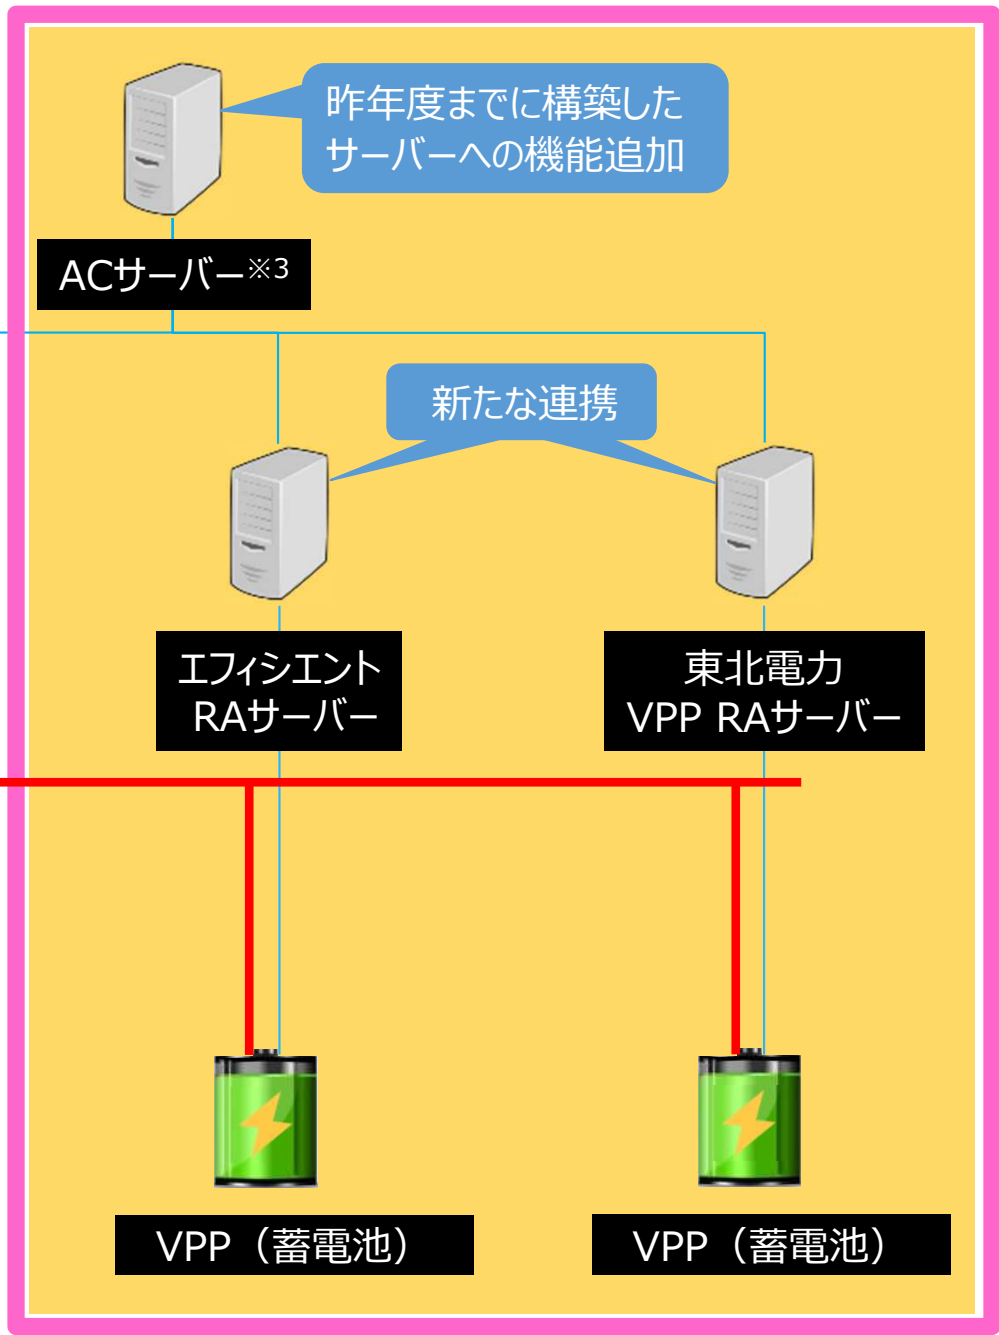 昨年度までに構築した
サーバーへの機能追加
ACサーバー※3
新たな連携
エフィシエント
RAサーバー
東北電力
VPP RAサーバー
VPP（蓄電池）
VPP（蓄電池）